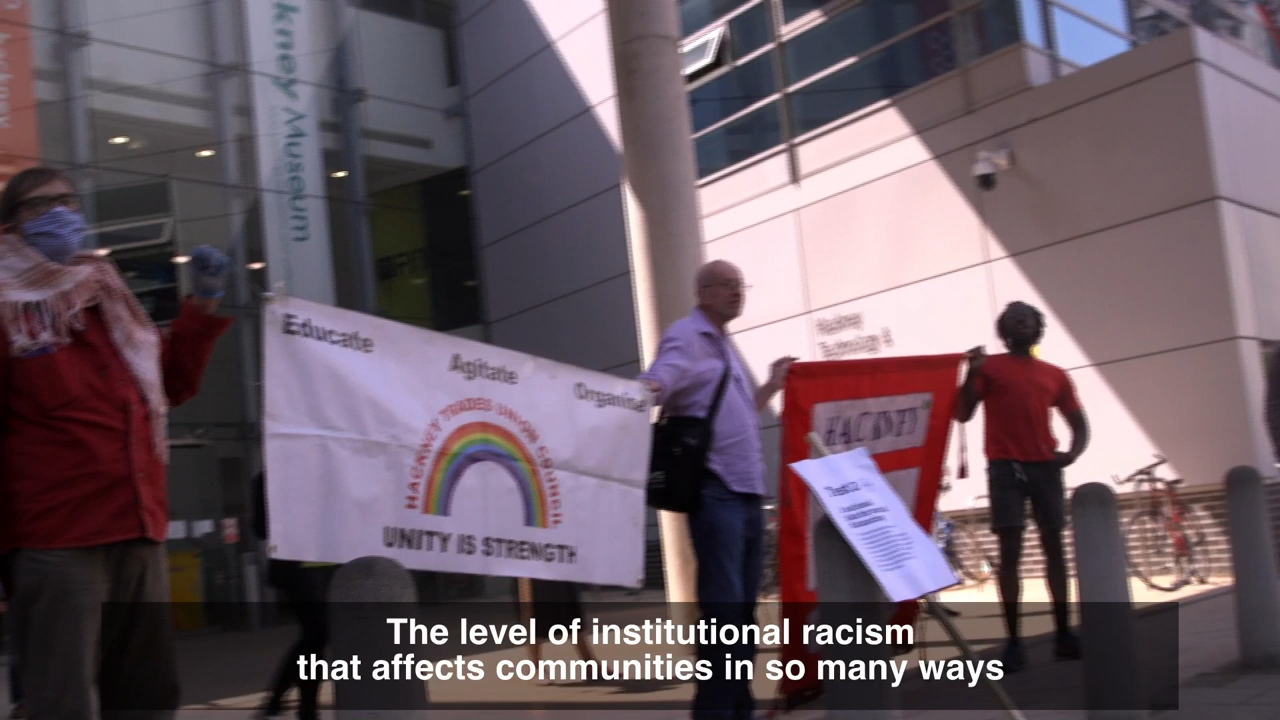 kney Museum
Educate
Agitate
Organise
HACKNEY TRADES UNION COUNCIL
UNITY IS STRENGTH
HACKNEY
Hackney
Technology &
The level of institutional racism
that affects communities in so many ways